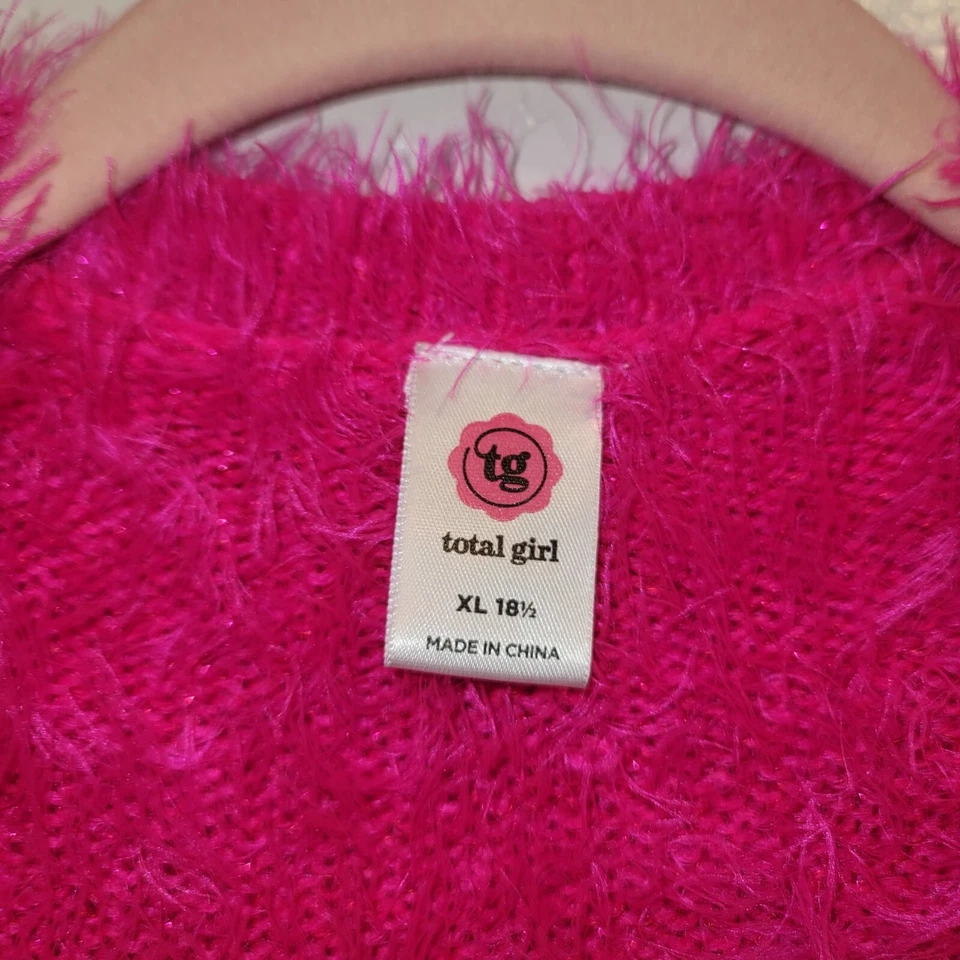 tg
total girl
XL 18½
MADE IN CHINA